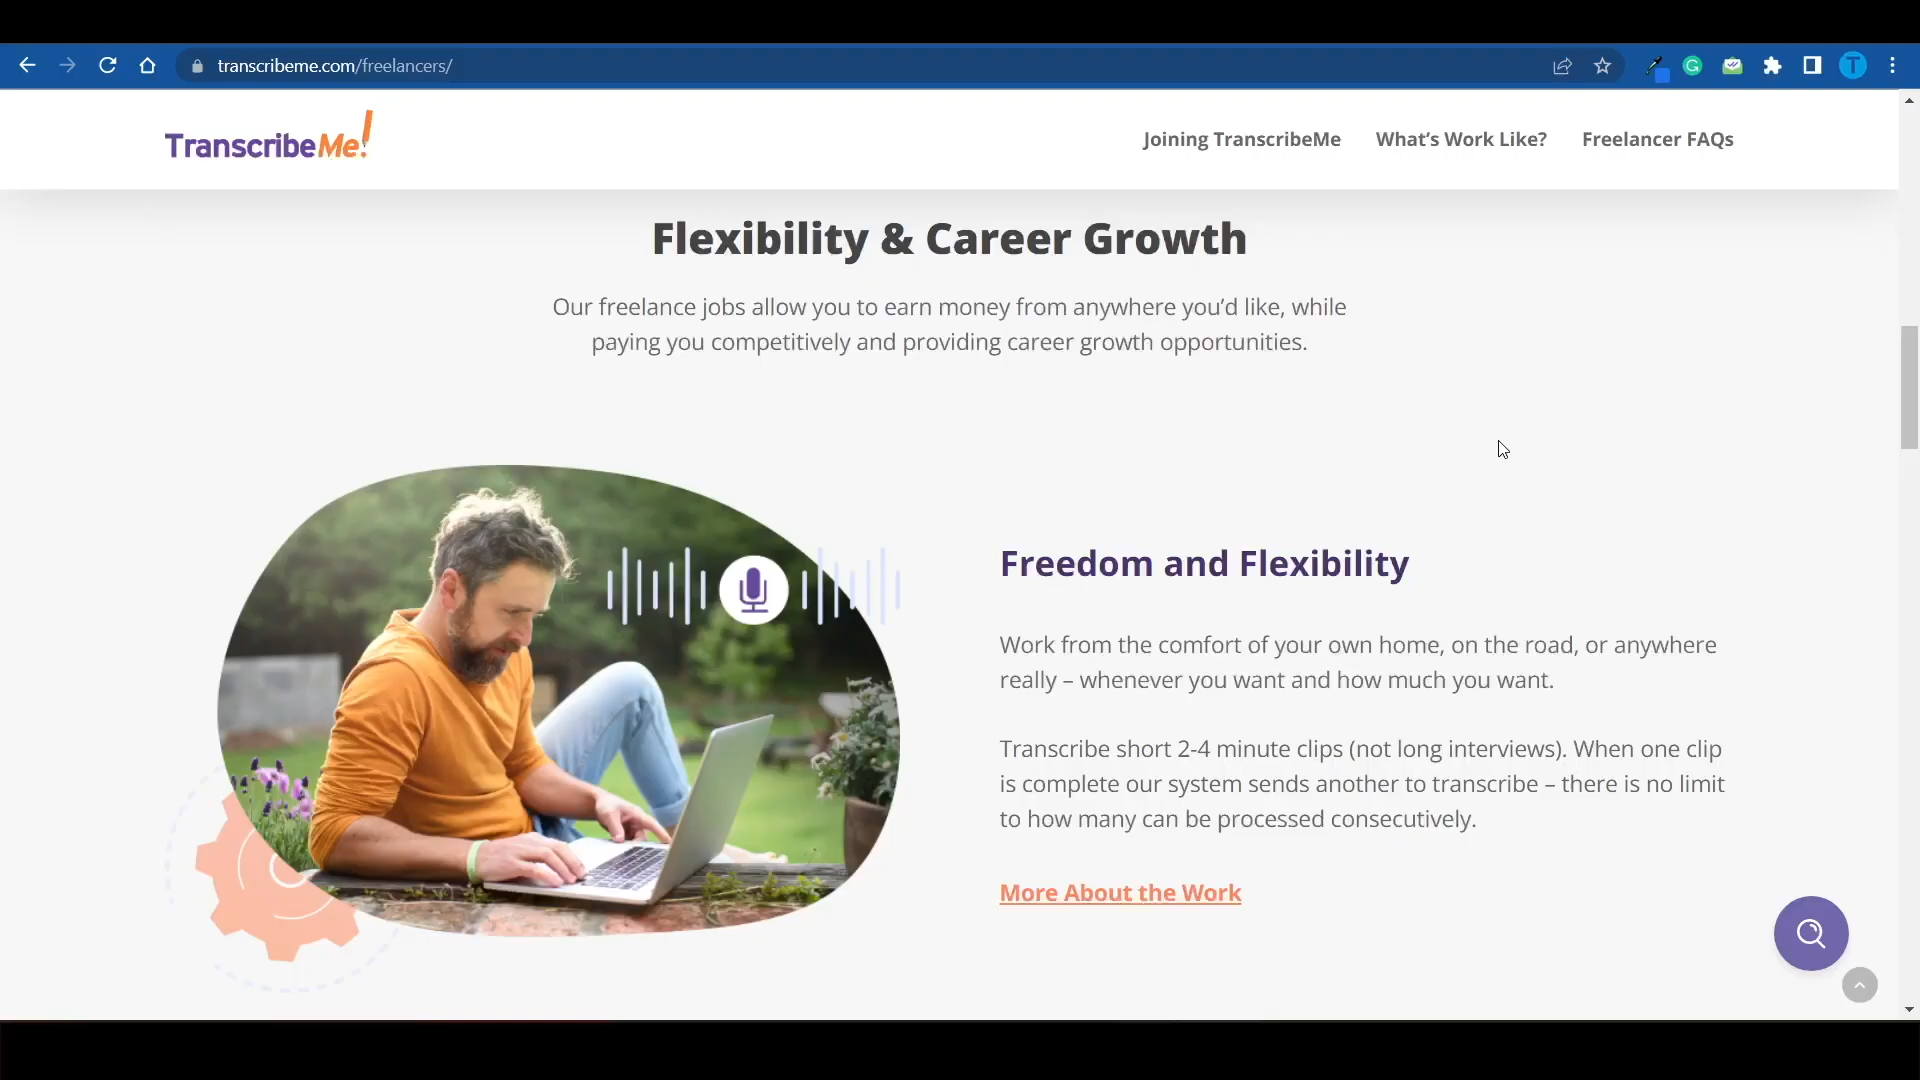 transcribeme.com/freelancers/
T
TranscribeMe!
Joining TranscribeMe
What's Work Like?
Freelancer FAQs
Flexibility & Career Growth
Our freelance jobs allow you to earn money from anywhere you'd like, while
paying you competitively and providing career growth opportunities.
Freedom and Flexibility
Work from the comfort of your own home, on the road, or anywhere
really – whenever you want and how much you want.
Transcribe short 2-4 minute clips (not long interviews). When one clip
is complete our system sends another to transcribe – there is no limit
to how many can be processed consecutively.
More About the Work